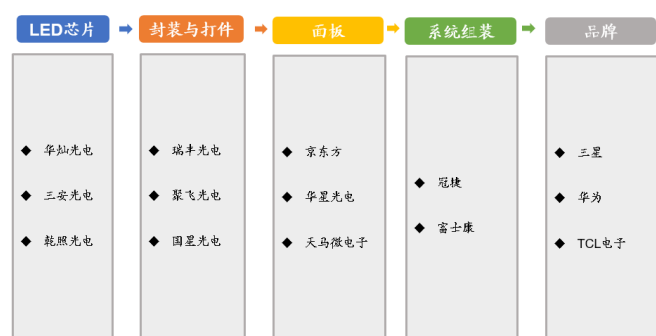 LED芯片
封装与打件
面板
系统组装
品牌
◆ 华灿光电
◆ 三安光电
◆ 乾照光电
◆ 瑞丰光电
◆ 聚飞光电
◆ 国星光电
◆ 京东方
◆ 华星光电
◆ 天马微电子
◆ 冠捷
◆ 富士康
◆ 三星
◆ 华为
◆ TCL电子